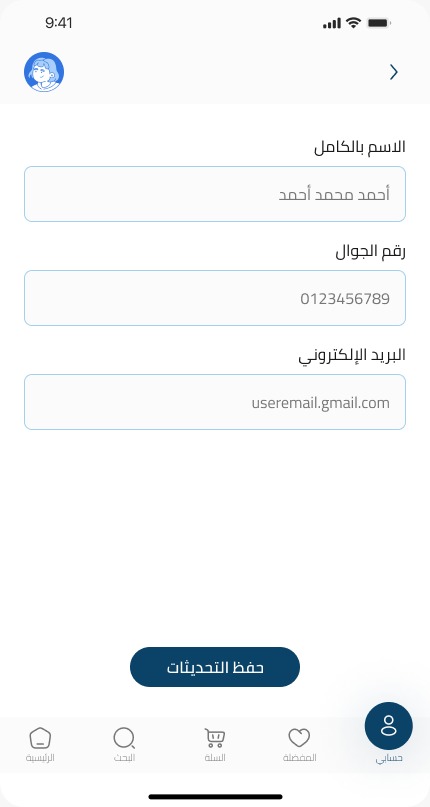 9:41
الاسم بالكامل
أحمد محمد أحمد
رقم الجوال
0123456789
البريد الإلكتروني
useremail.gmail.com
حفظ التحديثات
حسابي
المفضلة
السلة
البحث
الرئيسية